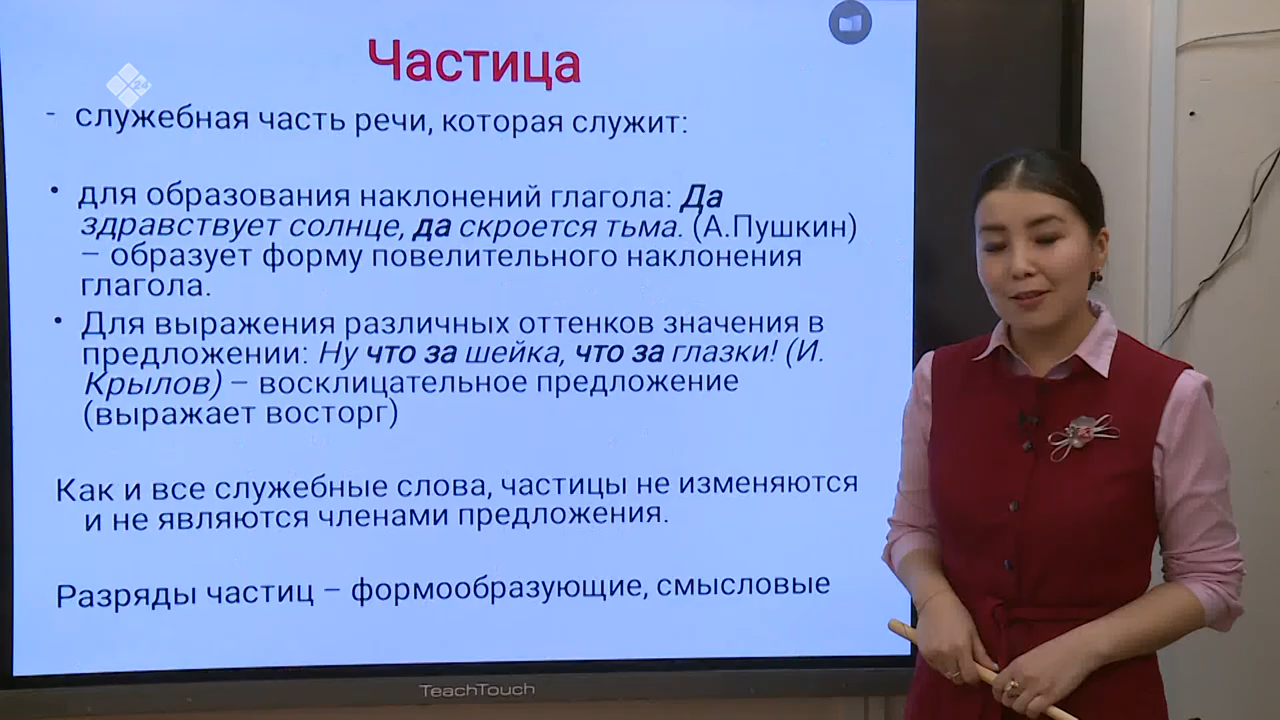 Частица
24
- служебная часть речи, которая служит:
• для образования наклонений глагола: Да
здравствует солнце, да скроется тьма. (А.Пушкин)
– образует форму повелительного наклонения
глагола.
• Для выражения различных оттенков значения в
предложении: Ну что за шейка, что за глазки! (И.
Крылов) – восклицательное предложение
(выражает восторг)
Как и все служебные слова, частицы не изменяются
и не являются членами предложения.
Разряды частиц – формообразующие, смысловые
TeachTouch